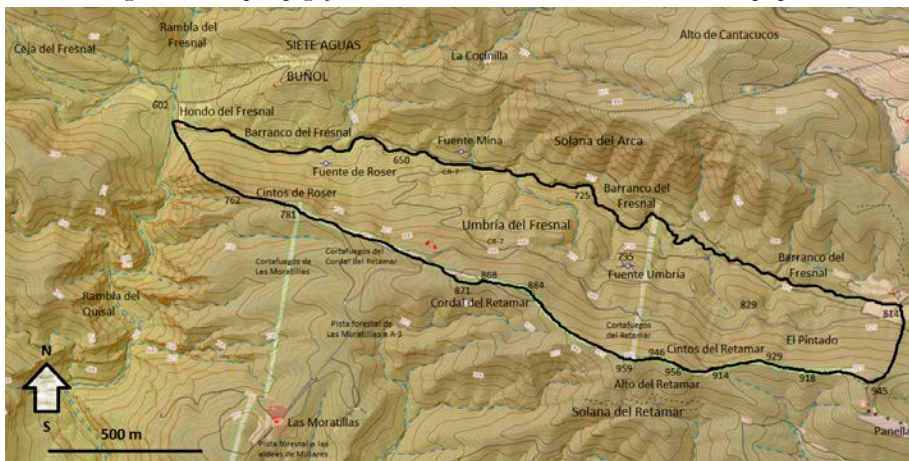 Rambla del
Fresnal
Ceja del Fresnal
SIETE AGUAS
La Cocinilla
Alto de Cantacucos
BUÑOL
602
Hondo del Fresnal
Barranco del Fresnal
Fuente Mina
Solana del Arca
650
CR-7
Fuente de Roser
Cintos de Roser
762
781
725
Barranco del
Fresnal
Umbría del Fresnal
CR-7
Cortafuegos del
Cordal del Retamar
Cortafuegos de
Las Moratillas
795
Fuente Umbría
Barranco del
Fresnal
868
871
884
Cordal del Retamar
829
814
Rambla del
Quisal
Pista forestal de
Las Moratillas a A-3
Cortafuegos
del Retamar
El Pintado
946
Cintos del Retamar
929
959
956
914
918
945
Alto del Retamar
Solana del Retamar
N
S
500 m
Las Moratillas
Pista forestal a las
aldeas de Millares
Panella